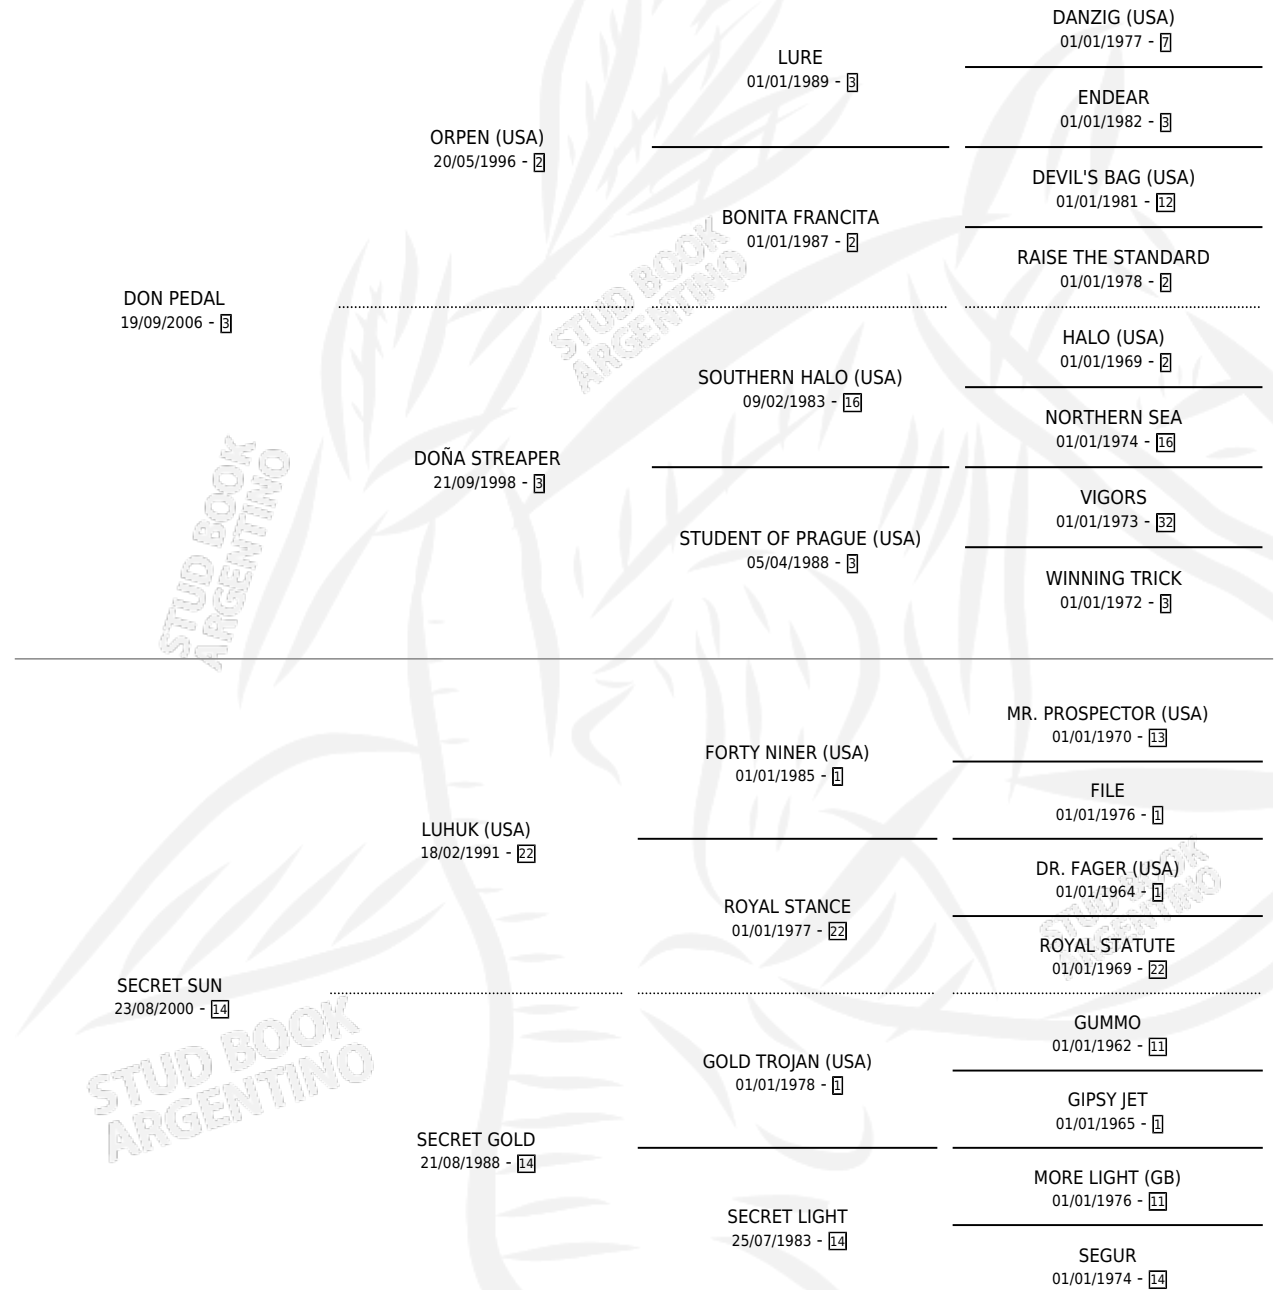 DANZIG (USA)
01/01/1977 - 7
LURE
01/01/1989 - 3
ENDEAR
01/01/1982 - 3
ORPEN (USA)
20/05/1996 - 2
DEVIL'S BAG (USA)
01/01/1981 - 12
BONITA FRANCITA
01/01/1987 - 2
RAISE THE STANDARD
01/01/1978 - 2
DON PEDAL
19/09/2006 - 3
STUD BOOK
ARGENTINO
HALO (USA)
01/01/1969 - 2
SOUTHERN HALO (USA)
09/02/1983 - 16
NORTHERN SEA
01/01/1974 - 16
DOÑA STREAPER
21/09/1998 - 3
VIGORS
01/01/1973 - 32
STUDENT OF PRAGUE (USA)
05/04/1988 - 3
WINNING TRICK
01/01/1972 - 3
STUD BOOK
ARGENTINO
MR. PROSPECTOR (USA)
01/01/1970 - 13
FORTY NINER (USA)
01/01/1985 - 1
FILE
01/01/1976 - 1
LUHUK (USA)
18/02/1991 - 22
DR. FAGER (USA)
01/01/1964 - 1
ROYAL STANCE
01/01/1977 - 22
STUD BOOK
ARGENTINO
ROYAL STATUTE
01/01/1969 - 22
SECRET SUN
23/08/2000 - 14
GUMMO
01/01/1962 - 11
GOLD TROJAN (USA)
01/01/1978 - 1
GIPSY JET
01/01/1965 - 1
STUD BOOK
ARGENTINO
SECRET GOLD
21/08/1988 - 14
MORE LIGHT (GB)
01/01/1976 - 11
SECRET LIGHT
25/07/1983 - 14
SEGUR
01/01/1974 - 14